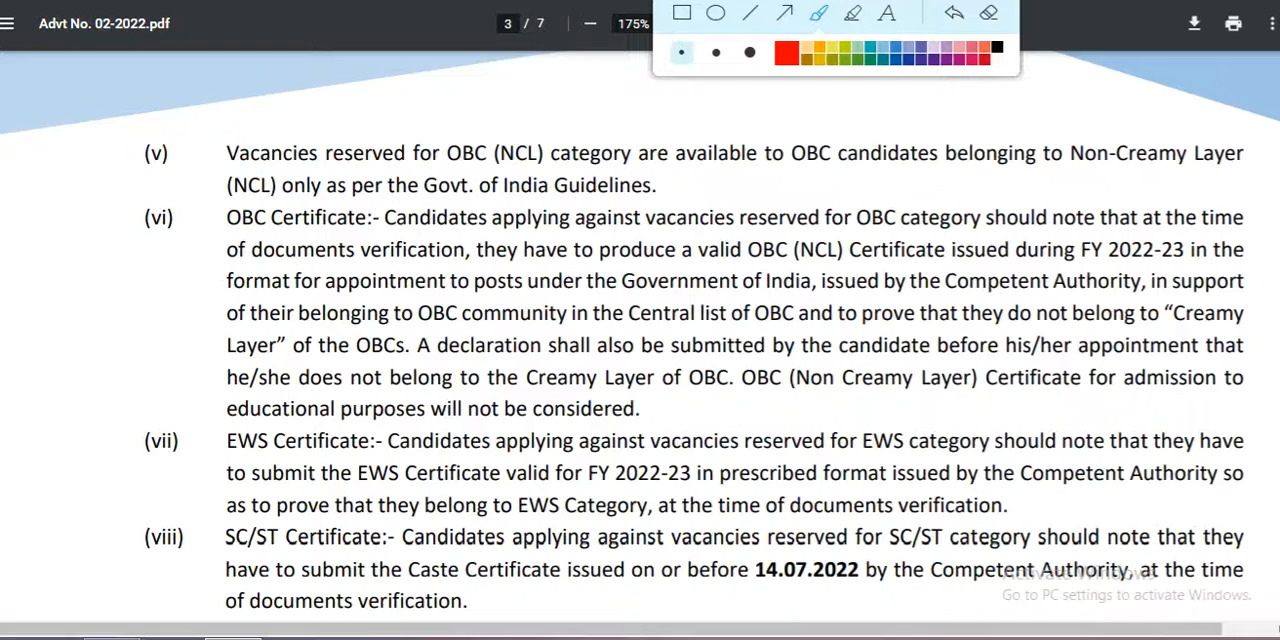 Advt No. 02-2022.pdf
3 / 7
175%
A
(v) Vacancies reserved for OBC (NCL) category are available to OBC candidates belonging to Non-Creamy Layer
(NCL) only as per the Govt. of India Guidelines.
(vi) OBC Certificate:- Candidates applying against vacancies reserved for OBC category should note that at the time
of documents verification, they have to produce a valid OBC (NCL) Certificate issued during FY 2022-23 in the
format for appointment to posts under the Government of India, issued by the Competent Authority, in support
of their belonging to OBC community in the Central list of OBC and to prove that they do not belong to “Creamy
Layer” of the OBCs. A declaration shall also be submitted by the candidate before his/her appointment that
he/she does not belong to the Creamy Layer of OBC. OBC (Non Creamy Layer) Certificate for admission to
educational purposes will not be considered.
(vii) EWS Certificate:- Candidates applying against vacancies reserved for EWS category should note that they have
to submit the EWS Certificate valid for FY 2022-23 in prescribed format issued by the Competent Authority so
as to prove that they belong to EWS Category, at the time of documents verification.
(viii) SC/ST Certificate:- Candidates applying against vacancies reserved for SC/ST category should note that they
have to submit the Caste Certificate issued on or before 14.07.2022 by the Competent Authority, at the time
of documents verification.
Activate Windows
Go to PC settings to activate Windows.